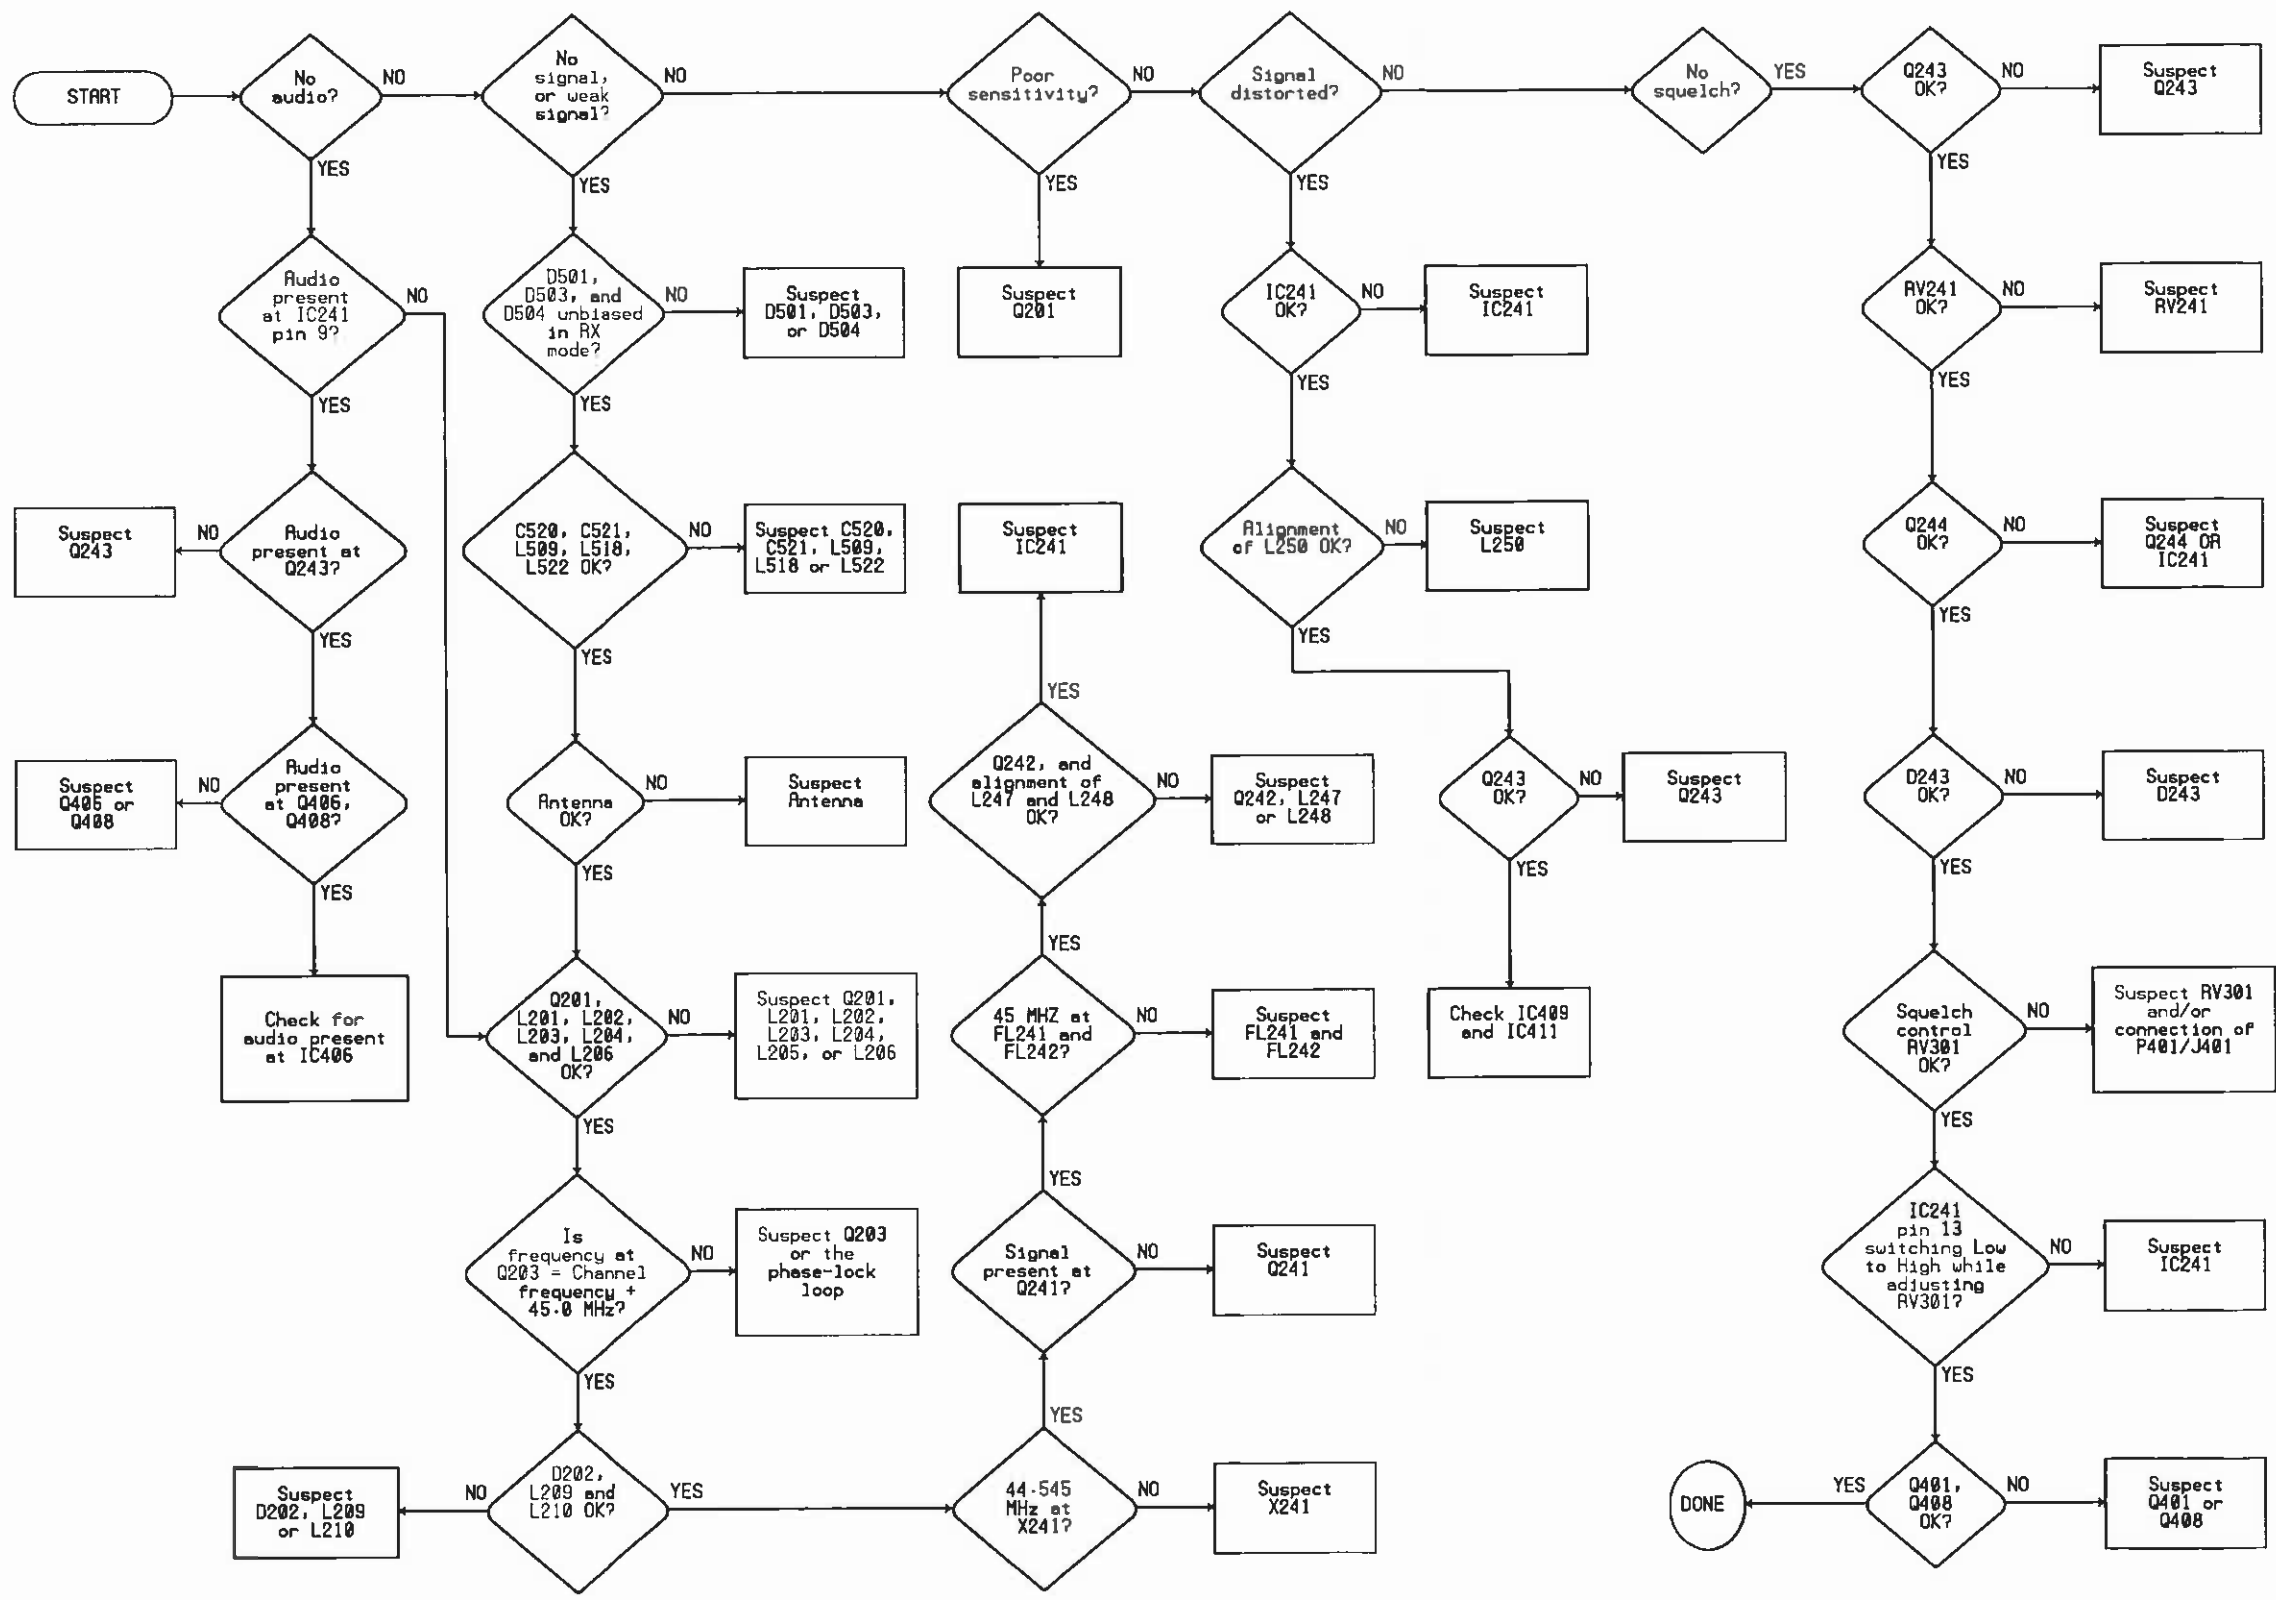 START
No
audio?
NO
YES
No
signal,
or weak
signal?
NO
YES
Poor
sensitivity?
NO
YES
Signal
distorted?
NO
YES
No
squelch?
YES
Q243
OK?
NO
YES
Suspect
Q243
Audio
present
at IC241
pin 9?
NO
YES
D501,
D503, and
D504 unbiased
in RX
mode?
NO
YES
Suspect
D501, D503,
or D504
Suspect
Q201
IC241
OK?
NO
YES
Suspect
IC241
RV241
OK?
NO
YES
Suspect
RV241
Suspect
Q243
NO
Audio
present at
Q243?
YES
C520, C521,
L509, L518,
L522 OK?
NO
YES
Suspect C520,
C521, L509,
L518 or L522
Suspect
IC241
YES
Alignment
of L250 OK?
NO
YES
Suspect
L250
Q244
OK?
NO
YES
Suspect
Q244 OR
IC241
Suspect
Q405 or
Q408
NO
Audio
present
at Q406,
Q408?
YES
Antenna
OK?
NO
YES
Suspect
Antenna
Q242, and
alignment of
L247 and L248
OK?
NO
YES
Suspect
Q242, L247
or L248
Q243
OK?
NO
YES
Suspect
Q243
D243
OK?
NO
YES
Suspect
D243
Check for
audio present
at IC406
Q201,
L201, L202,
L203, L204,
and L206
OK?
NO
YES
Suspect Q201,
L201, L202,
L203, L204,
L205, or L206
45 MHZ at
FL241 and
FL242?
NO
YES
Suspect
FL241 and
FL242
Check IC409
and IC411
Squelch
control
RV301
OK?
NO
YES
Suspect RV301
and/or
connection of
P401/J401
Is
frequency at
Q203 = Channel
frequency +
45.0 MHz?
NO
YES
Suspect Q203
or the
phase-lock
loop
Signal
present at
Q241?
NO
YES
Suspect
Q241
IC241
pin 13
switching Low
to High while
adjusting
RV301?
NO
YES
Suspect
IC241
Suspect
D202, L209
or L210
NO
D202,
L209 and
L210 OK?
YES
44.545
MHz at
X241?
NO
Suspect
X241
DONE
YES
Q401,
Q408
OK?
NO
Suspect
Q401 or
Q408